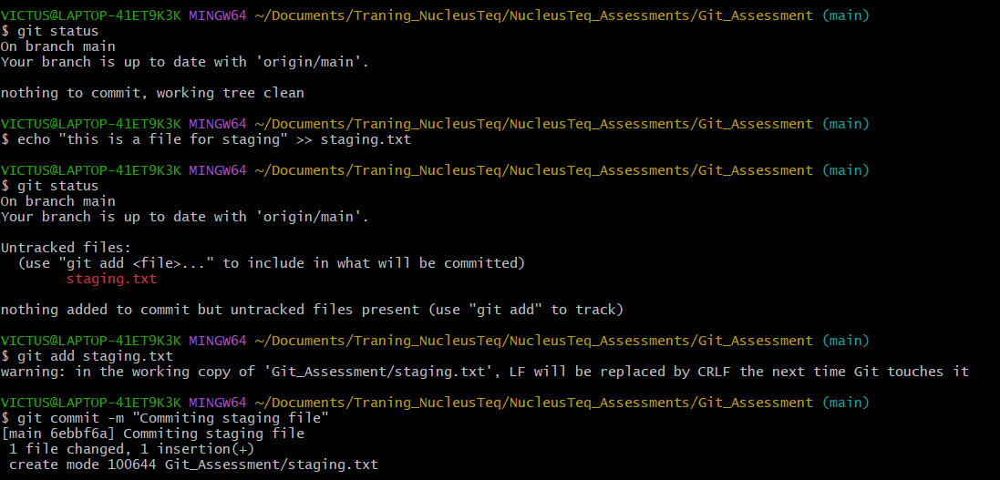 VICTUS@LAPTOP-41ET9K3K MINGW64 ~/Documents/Traning_NucleusTeq/NucleusTeq_Assessments/Git_Assessment (main)
$ git status
On branch main
Your branch is up to date with 'origin/main'.
nothing to commit, working tree clean
VICTUS@LAPTOP-41ET9K3K MINGW64 ~/Documents/Traning_NucleusTeq/NucleusTeq_Assessments/Git_Assessment (main)
$ echo "this is a file for staging" >> staging.txt
VICTUS@LAPTOP-41ET9K3K MINGW64 ~/Documents/Traning_NucleusTeq/NucleusTeq_Assessments/Git_Assessment (main)
$ git status
On branch main
Your branch is up to date with 'origin/main'.
Untracked files:
  (use "git add <file>..." to include in what will be committed)
        staging.txt
nothing added to commit but untracked files present (use "git add" to track)
VICTUS@LAPTOP-41ET9K3K MINGW64 ~/Documents/Traning_NucleusTeq/NucleusTeq_Assessments/Git_Assessment (main)
$ git add staging.txt
warning: in the working copy of 'Git_Assessment/staging.txt', LF will be replaced by CRLF the next time Git touches it
VICTUS@LAPTOP-41ET9K3K MINGW64 ~/Documents/Traning_NucleusTeq/NucleusTeq_Assessments/Git_Assessment (main)
$ git commit -m "Commiting staging file"
[main 6ebbf6a] Commiting staging file
 1 file changed, 1 insertion(+)
 create mode 100644 Git_Assessment/staging.txt